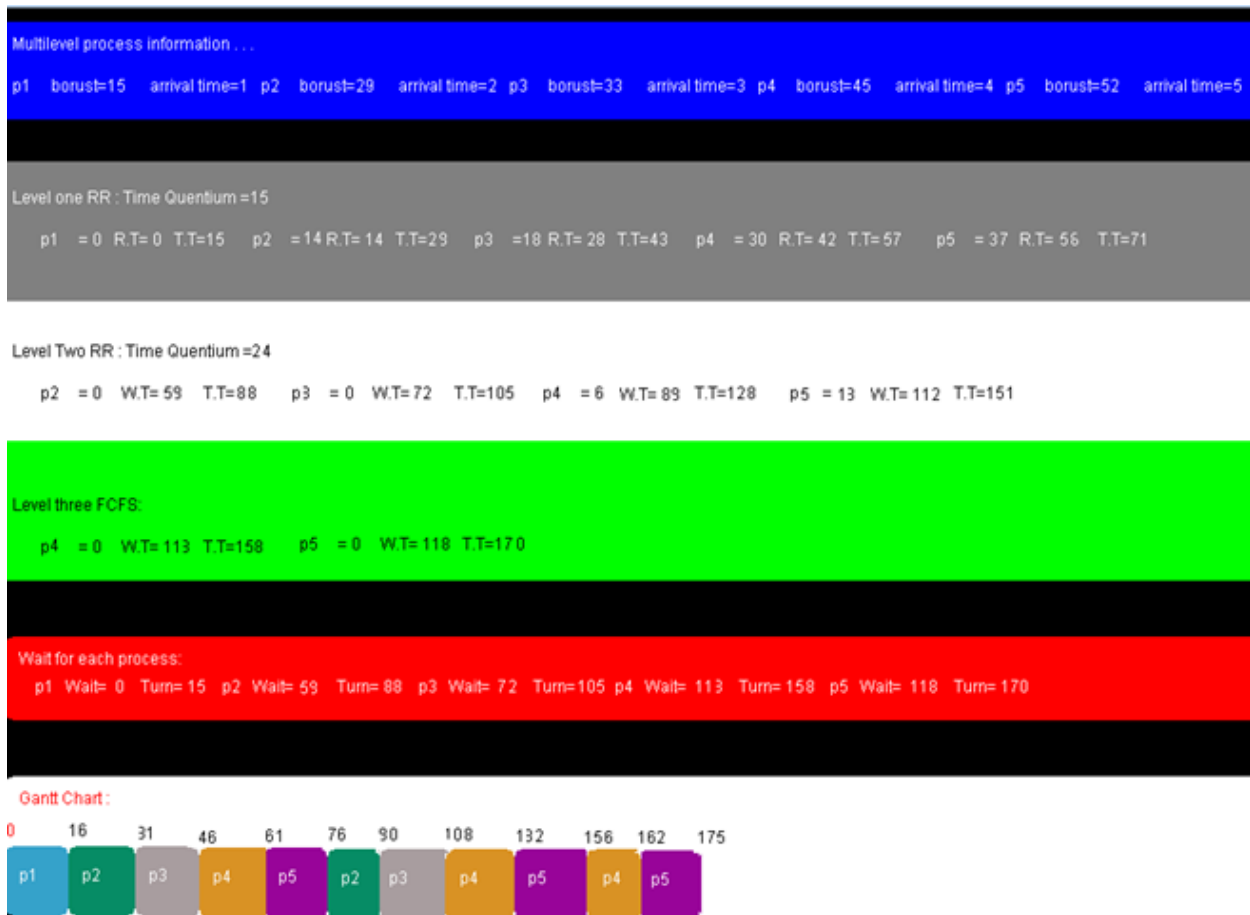 Multilevel process information . . .
p1 borust=15 arrival time=1 p2 borust=29 arrival time=2 p3 borust=33 arrival time=3 p4 borust=45 arrival time=4 p5 borust=52 arrival time=5
Level one RR : Time Quentium =15
p1 = 0 R.T= 0 T.T=15 p2 = 14 R.T= 14 T.T=29 p3 =18 R.T= 28 T.T=43 p4 = 30 R.T= 42 T.T= 57 p5 = 37 R.T= 56 T.T=71
Level Two RR : Time Quentium =24
p2 = 0 W.T= 59 T.T=88 p3 = 0 W.T= 72 T.T=105 p4 = 6 W.T= 89 T.T=128 p5 = 13 W.T= 112 T.T=151
Level three FCFS:
p4 = 0 W.T= 113 T.T=158 p5 = 0 W.T= 118 T.T=170
Wait for each process:
p1 Wait= 0 Turn= 15 p2 Wait= 59 Turn= 88 p3 Wait= 72 Turn=105 p4 Wait= 113 Turn= 158 p5 Wait= 118 Turn= 170
Gantt Chart :
0 16 31 46 61 76 90 108 132 156 162 175
p1 p2 p3 p4 p5 p2 p3 p4 p5 p4 p5